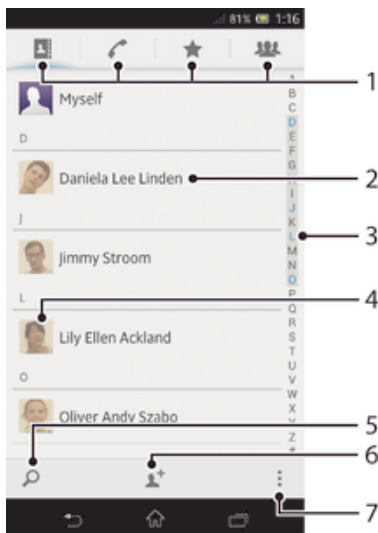 81% 1:16
1
Myself
A
B
C
D
D
E
F
G
Daniela Lee Linden
2
I
J
J
K
L
3
M
N
Jimmy Stroom
O
P
L
4
Q
R
Lily Ellen Ackland
S
T
U
V
O
W
X
Oliver Andy Szabo
Y
Z
#
5
6
7